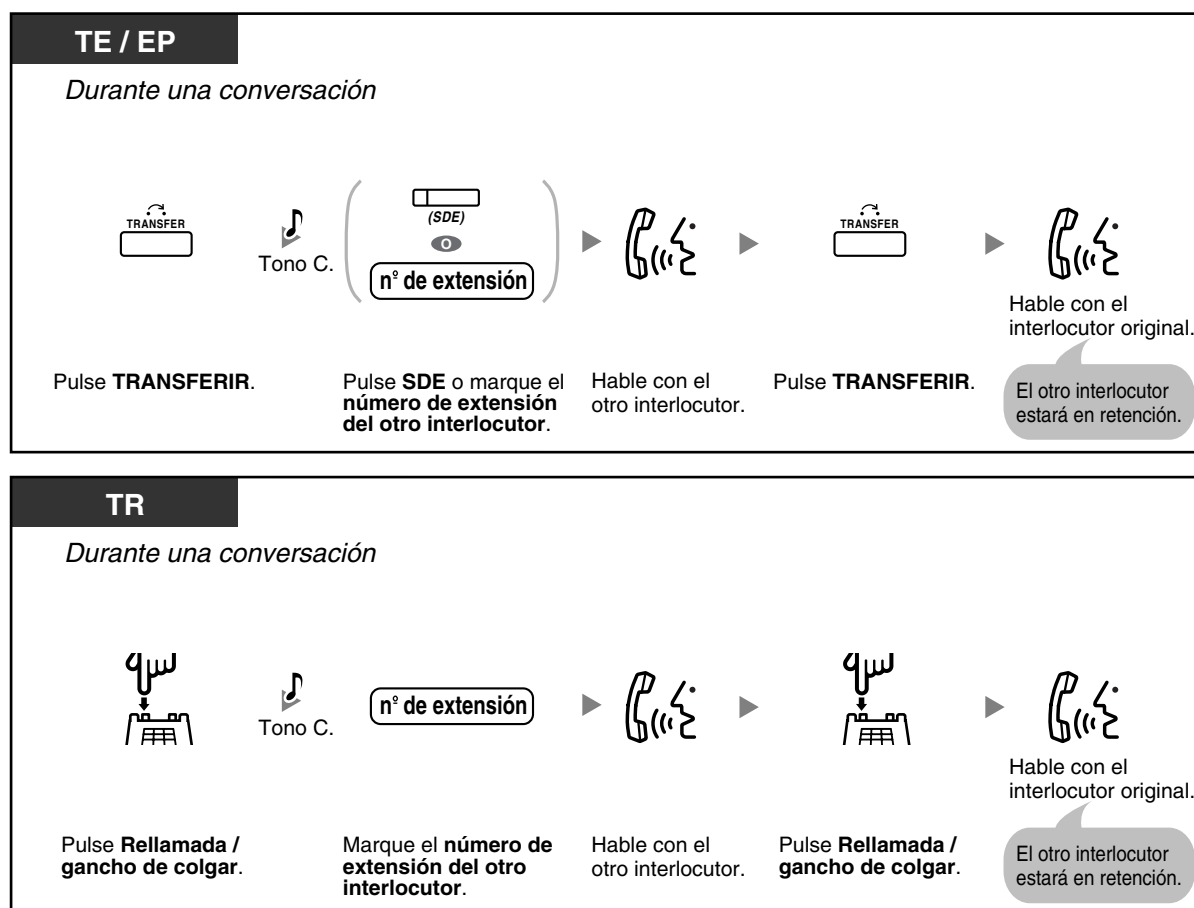 TE / EP
Durante una conversación
TRANSFER
Tono C.
(SDE)
O
nº de extensión
TRANSFER
Hable con el
interlocutor original.
Pulse TRANSFERIR.
Pulse SDE o marque el
número de extensión
del otro interlocutor.
Hable con el
otro interlocutor.
Pulse TRANSFERIR.
El otro interlocutor
estará en retención.
TR
Durante una conversación
Tono C.
nº de extensión
Hable con el
interlocutor original.
Pulse Rellamada /
gancho de colgar.
Marque el número de
extensión del otro
interlocutor.
Hable con el
otro interlocutor.
Pulse Rellamada /
gancho de colgar.
El otro interlocutor
estará en retención.